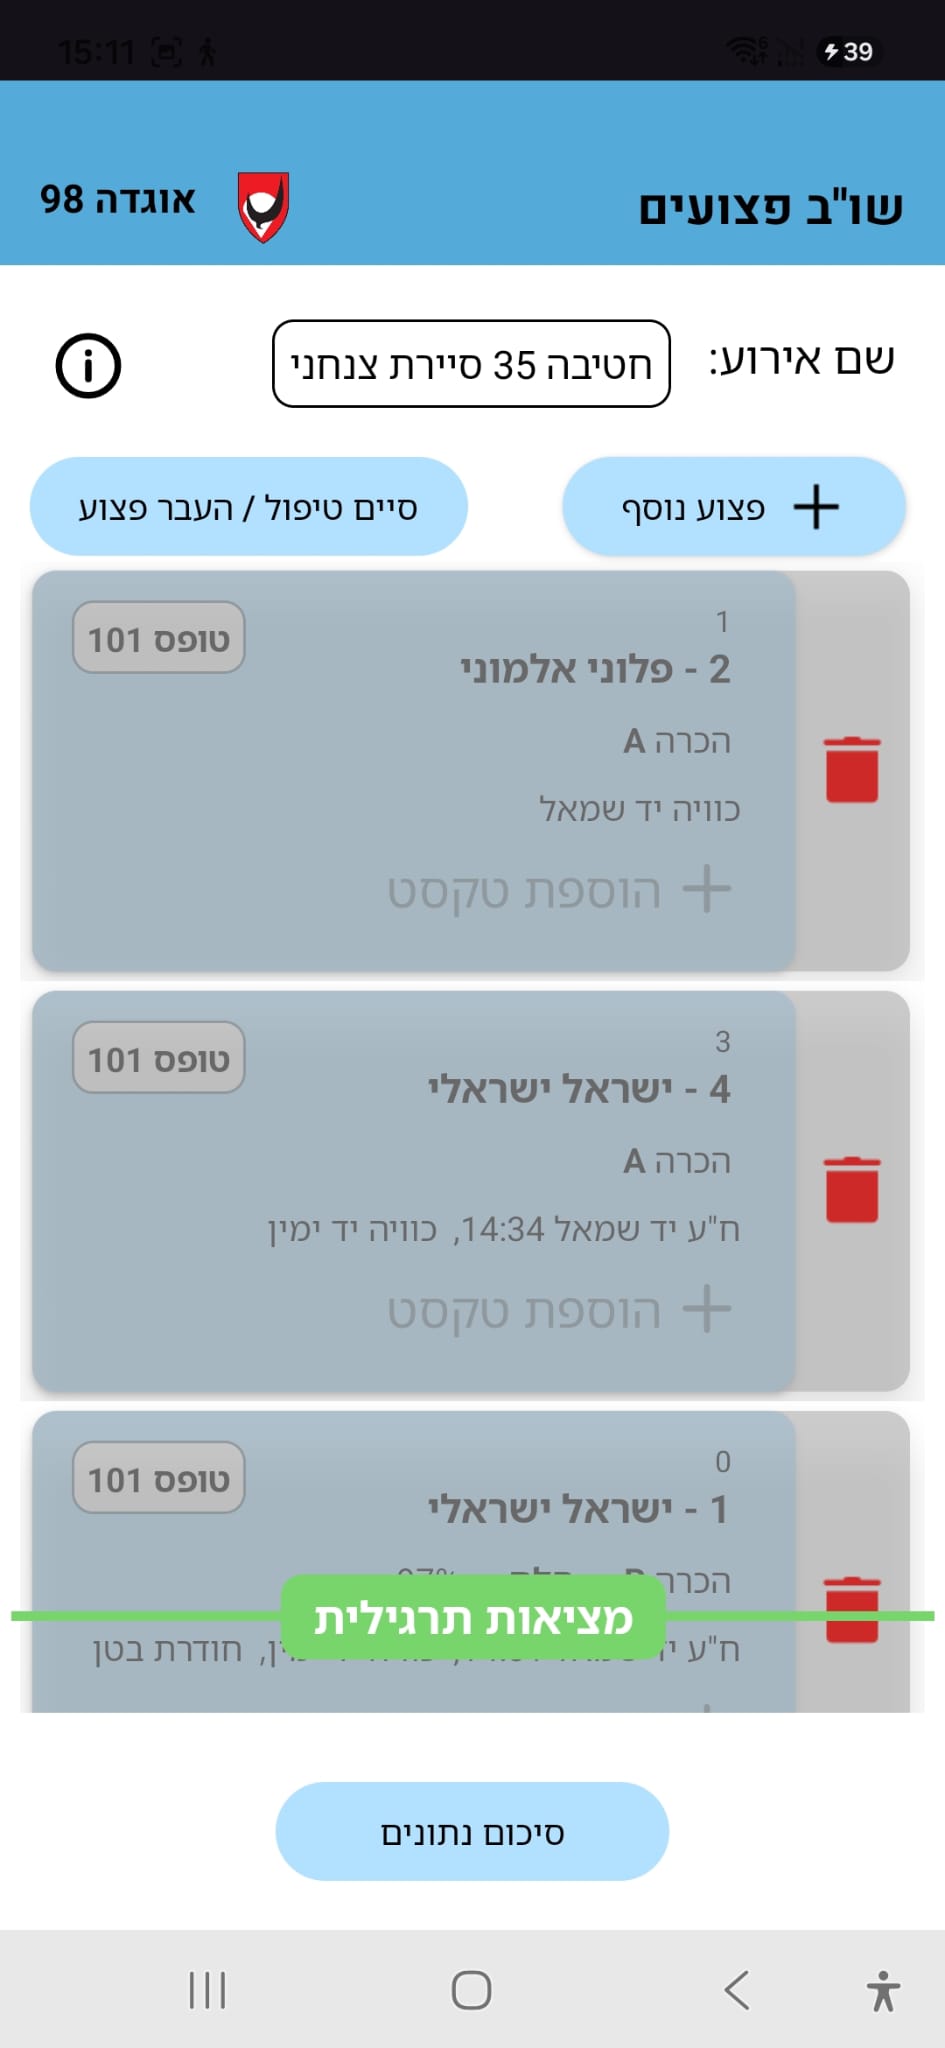 15:11
39
שו"ב פצועים
אוגדה 98
שם אירוע:
חטיבה 35 סיירת צנחני
פצוע נוסף
סיים טיפול / העבר פצוע
1
2 - פלוני אלמוני
טופס 101
הכרה A
כוויה יד שמאל
הוספת טקסט
3
4 - ישראל ישראלי
טופס 101
הכרה A
ח"ע יד שמאל 14:34, כוויה יד ימין
הוספת טקסט
0
1 - ישראל ישראלי
טופס 101
הכרה
מציאות תרגילית
ח"ע חודרת בטן
סיכום נתונים